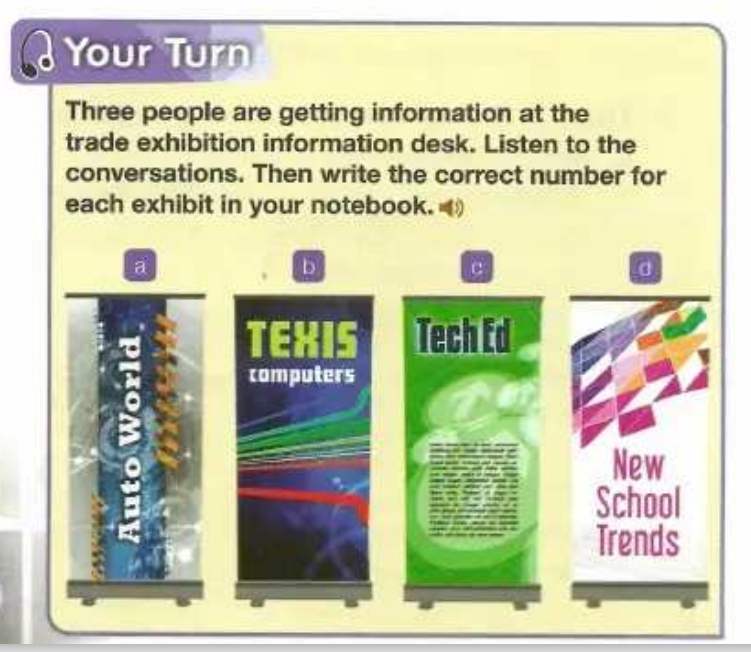 Your Turn
Three people are getting information at the
trade exhibition information desk. Listen to the
conversations. Then write the correct number for
each exhibit in your notebook.
a
b
c
d
Auto World
TEXIS
computers
TechEd
New
School
Trends